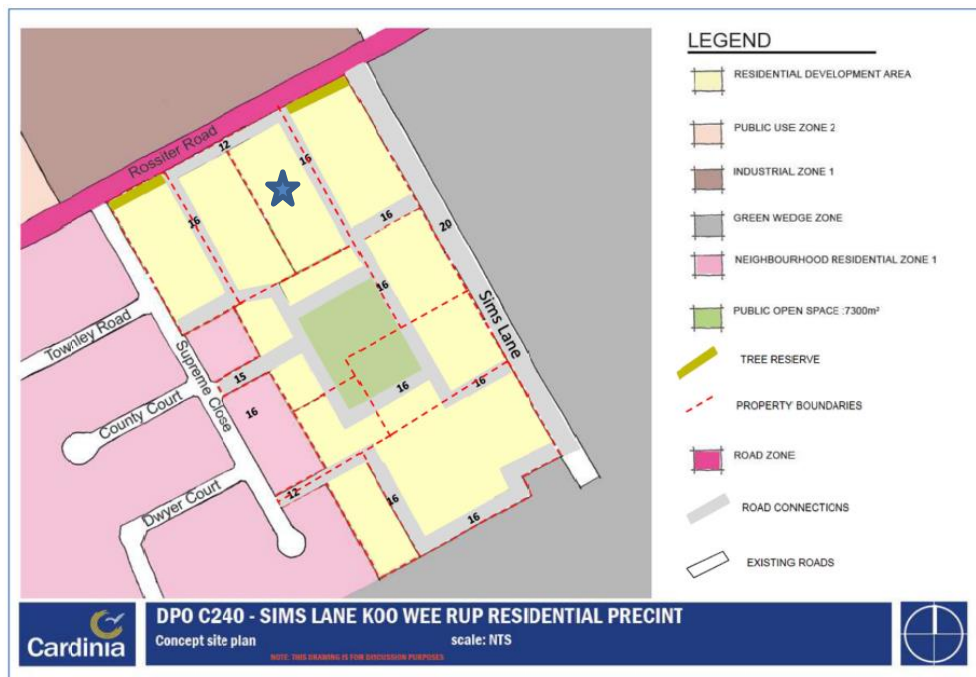 LEGEND
RESIDENTIAL DEVELOPMENT AREA
PUBLIC USE ZONE 2
INDUSTRIAL ZONE 1
GREEN WEDGE ZONE
NEIGHBOURHOOD RESIDENTIAL ZONE 1
PUBLIC OPEN SPACE :7300m²
TREE RESERVE
PROPERTY BOUNDARIES
ROAD ZONE
ROAD CONNECTIONS
EXISTING ROADS
Rossiter Road
12
16
16
16
20
16
Sims Lane
Townley Road
Supreme Close
15
County Court
16
16
16
12
Dwyer Court
16
16
Cardinia
DPO C240 - SIMS LANE KOO WEE RUP RESIDENTIAL PRECINT
Concept site plan
scale: NTS
NOTE: THIS DRAWING IS FOR DISCUSSION PURPOSES